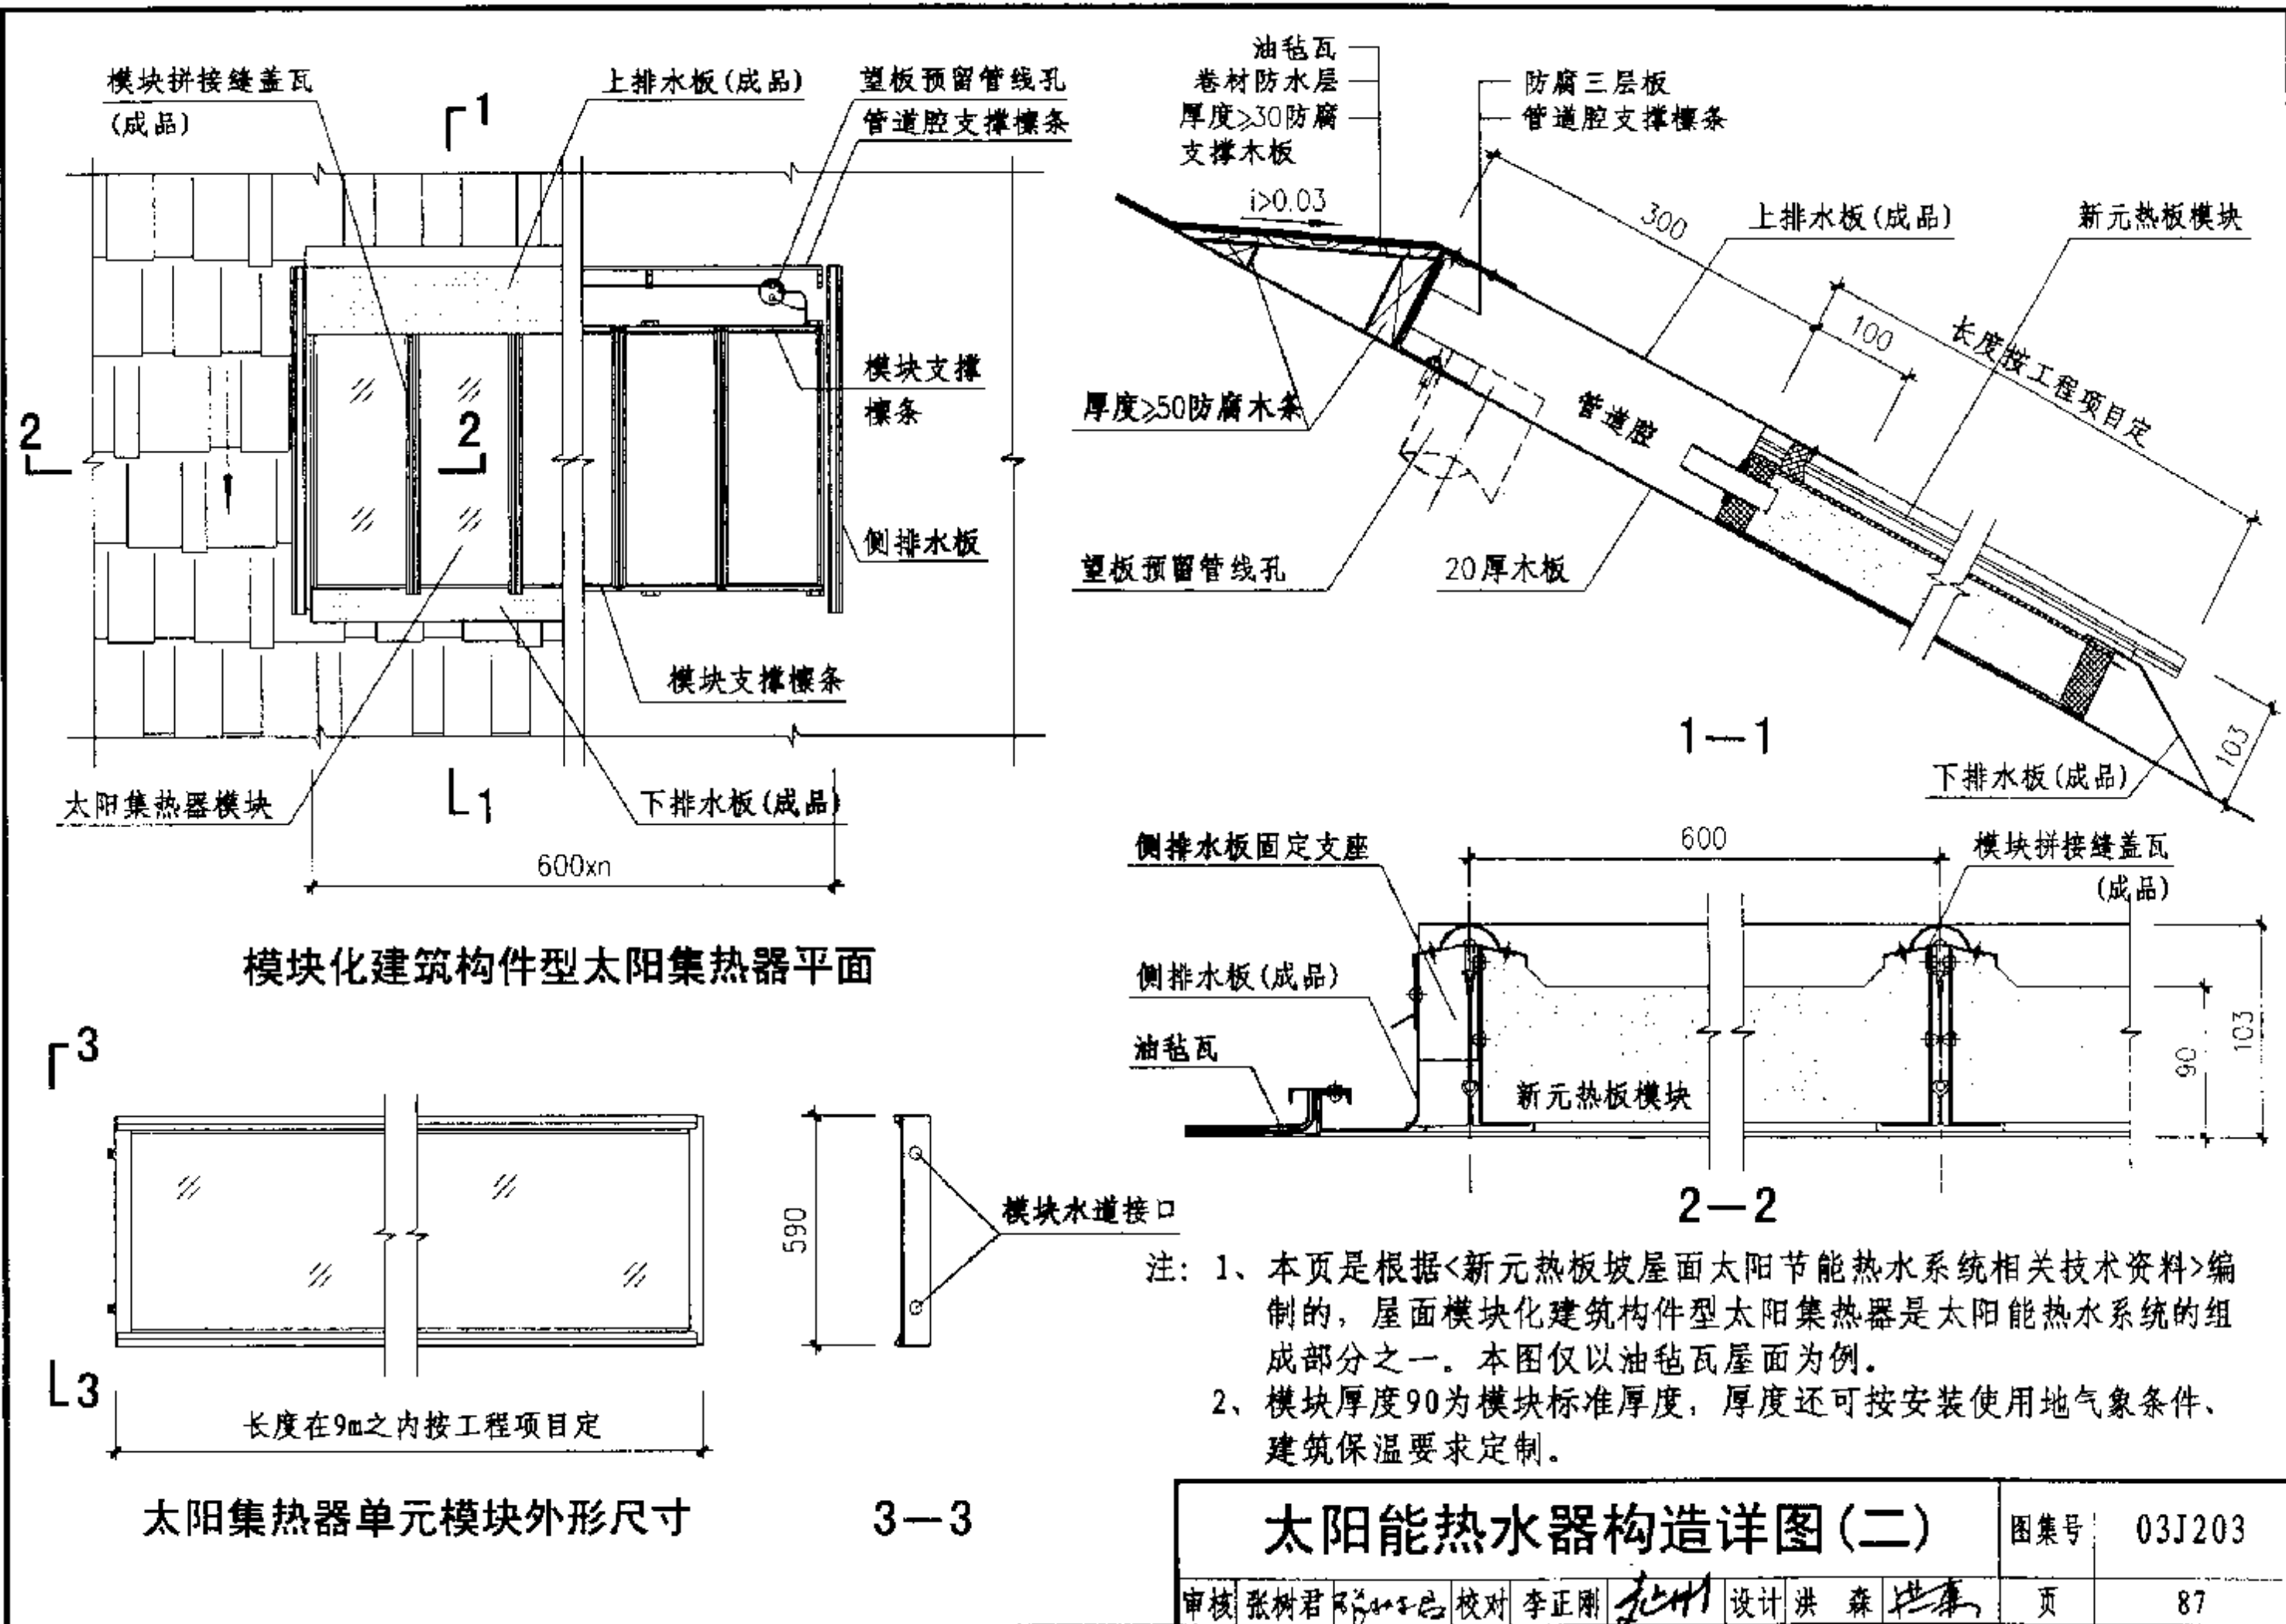 模块拼接缝盖瓦
(成品)
上排水板(成品)
望板预留管线孔
管道腔支撑檩条
1
2
2
模块支撑
檩条
侧排水板
模块支撑檩条
太阳集热器模块
1
下排水板(成品)
600xn
模块化建筑构件型太阳集热器平面
油毡瓦
卷材防水层
厚度≥30防腐
支撑木板
i>0.03
防腐三层板
管道腔支撑檩条
300
上排水板(成品)
新元热板模块
100
长度按工程项目定
厚度≥50防腐木条
管道腔
望板预留管线孔
20厚木板
1—1
103
下排水板(成品)
侧排水板固定支座
600
模块拼接缝盖瓦
(成品)
侧排水板(成品)
油毡瓦
新元热板模块
90
103
2—2
3
590
模块水道接口
3
长度在9m之内按工程项目定
太阳集热器单元模块外形尺寸
3—3
注: 1、本页是根据<新元热板坡屋面太阳节能热水系统相关技术资料>编
制的, 屋面模块化建筑构件型太阳集热器是太阳能热水系统的组
成部分之一。本图仅以油毡瓦屋面为例。
2、模块厚度90为模块标准厚度, 厚度还可按安装使用地气象条件、
建筑保温要求定制。
太阳能热水器构造详图(二)
图集号 03J203
审核 张树君 校对 李正刚 设计 洪 森 页 87